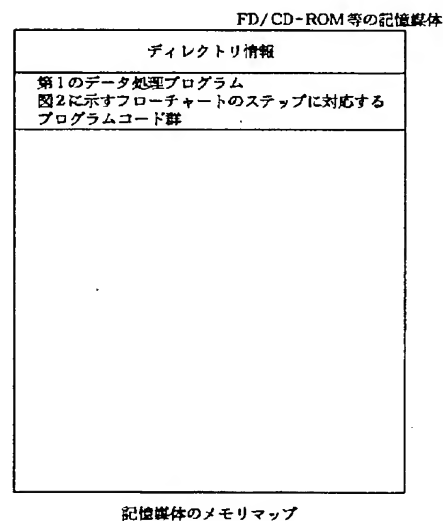 FD/CD-ROM等の記憶媒体
ディレクトリ情報
第1のデータ処理プログラム
図2に示すフローチャートのステップに対応する
プログラムコード群
記憶媒体のメモリマップ